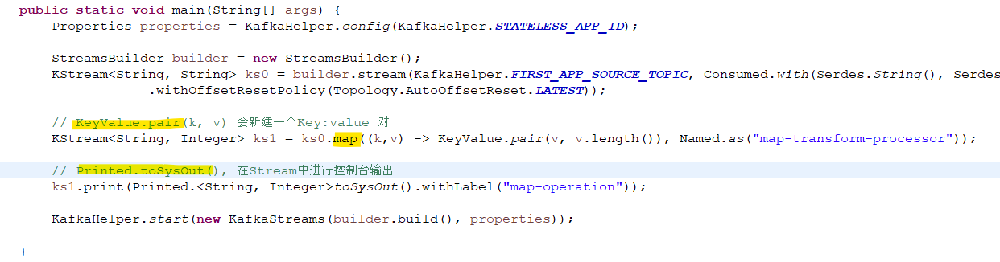 public static void main(String[] args) {
Properties properties = KafkaHelper.config(KafkaHelper.STATELESS_APP_ID);
StreamsBuilder builder = new StreamsBuilder();
KStream<String, String> ks0 = builder.stream(KafkaHelper.FIRST_APP_SOURCE_TOPIC, Consumed.with(Serdes.String(), Serdes
.withOffsetResetPolicy(Topology.AutoOffsetReset.LATEST));
// KeyValue.pair(k, v) 会新建一个Key:value 对
KStream<String, Integer> ks1 = ks0.map((k,v) -> KeyValue.pair(v, v.length()), Named.as("map-transform-processor"));
// Printed.toSysOut(), 在Stream中进行控制台输出
ks1.print(Printed.<String, Integer>toSysOut().withLabel("map-operation"));
KafkaHelper.start(new KafkaStreams(builder.build(), properties));
}